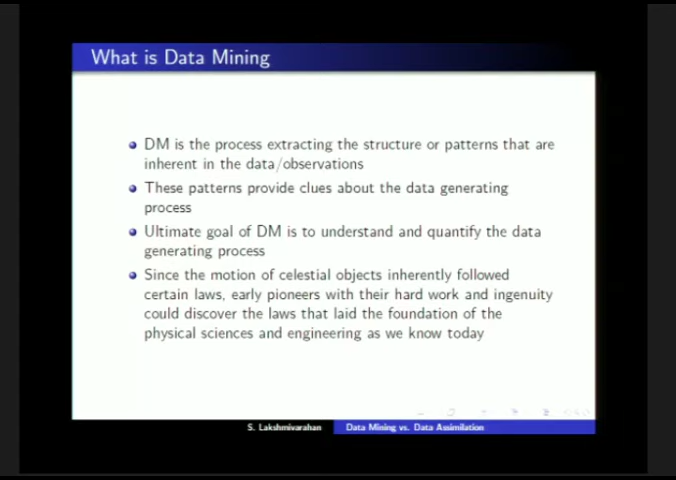 What is Data Mining
DM is the process extracting the structure or patterns that are
inherent in the data/observations
These patterns provide clues about the data generating
process
Ultimate goal of DM is to understand and quantify the data
generating process
Since the motion of celestial objects inherently followed
certain laws, early pioneers with their hard work and ingenuity
could discover the laws that laid the foundation of the
physical sciences and engineering as we know today
S. Lakshmivarahan
Data Mining vs. Data Assimilation